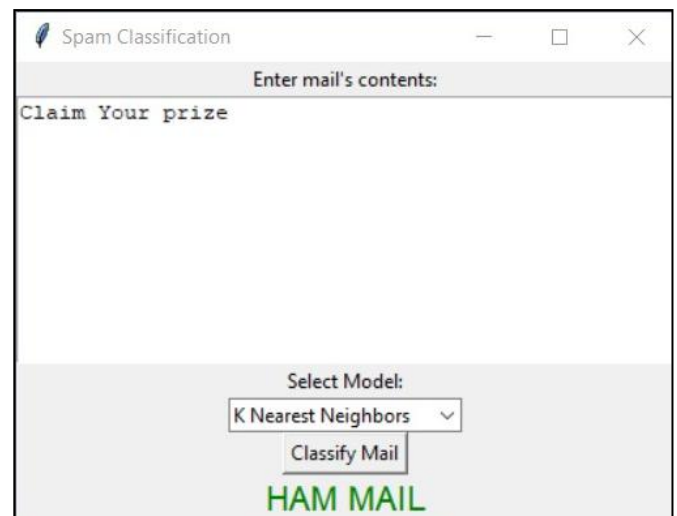 Spam Classification
Enter mail's contents:
Claim Your prize
Select Model:
K Nearest Neighbors
Classify Mail
HAM MAIL